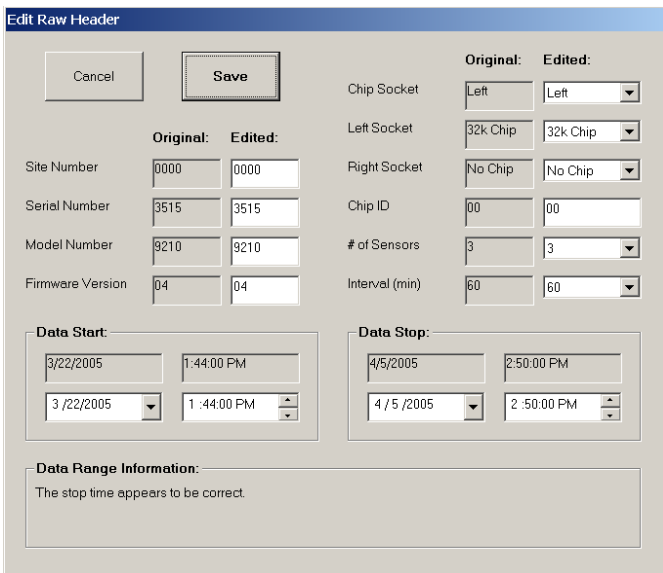 Edit Raw Header
Cancel
Save
Original: Edited:
Site Number 0000 0000
Serial Number 3515 3515
Model Number 9210 9210
Firmware Version 04 04
Original: Edited:
Chip Socket Left Left
Left Socket 32k Chip 32k Chip
Right Socket No Chip No Chip
Chip ID 00 00
# of Sensors 3 3
Interval (min) 60 60
Data Start:
3/22/2005 1:44:00 PM
3 /22/2005 1 :44:00 PM
Data Stop:
4/5/2005 2:50:00 PM
4 / 5 /2005 2 :50:00 PM
Data Range Information:
The stop time appears to be correct.